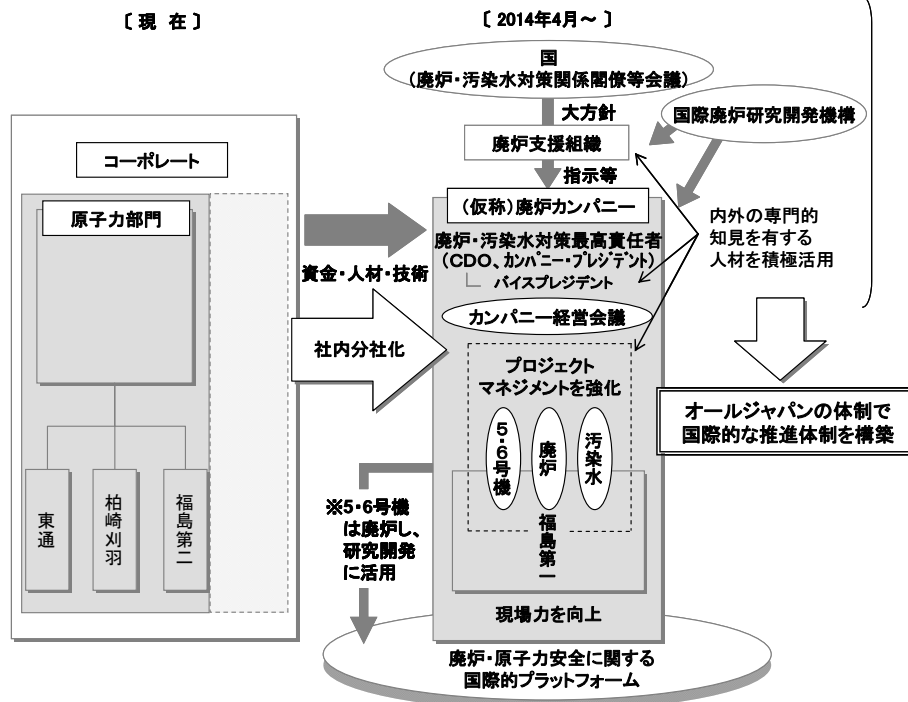 〔 現　在 〕
〔 2014年4月～ 〕
国
(廃炉・汚染水対策関係閣僚等会議)
大方針
国際廃炉研究開発機構
廃炉支援組織
指示等
コーポレート
原子力部門
東通
柏崎刈羽
福島第二
資金・人材・技術
社内分社化
(仮称)廃炉カンパニー
廃炉・汚染水対策最高責任者
(CDO、カンパニー・プレジデント)
バイスプレジデント
カンパニー経営会議
プロジェクト
マネジメントを強化
5・6号機
廃炉
汚染水
福島第一
現場力を向上
※5・6号機
は廃炉し、
研究開発
に活用
内外の専門的
知見を有する
人材を積極活用
オールジャパンの体制で
国際的な推進体制を構築
廃炉・原子力安全に関する
国際的プラットフォーム